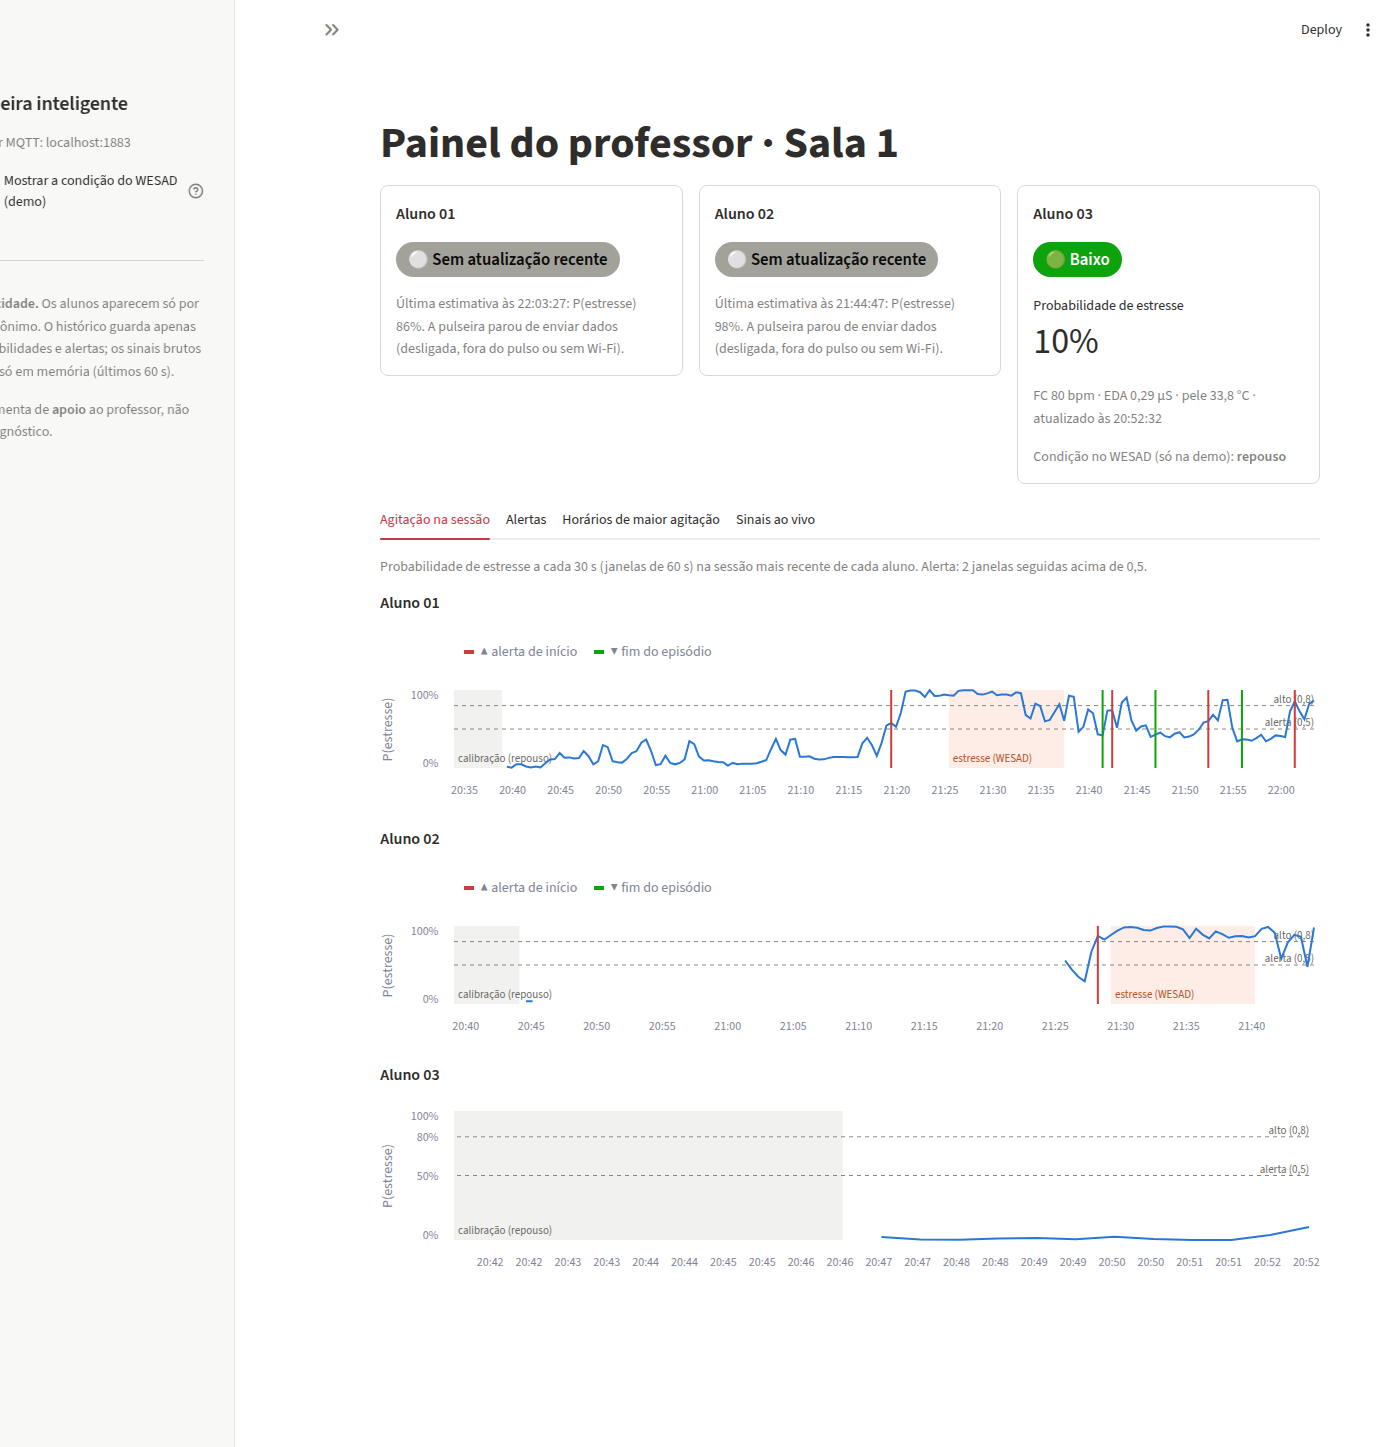 Deploy
eira inteligente
r MQTT: localhost:1883
Mostrar a condição do WESAD
(demo)
cidade. Os alunos aparecem só por
ônimo. O histórico guarda apenas
bilidades e alertas; os sinais brutos
só em memória (últimos 60 s).
menta de apoio ao professor, não
gnóstico.
Painel do professor · Sala 1
Aluno 01
Sem atualização recente
Última estimativa às 22:03:27: P(estresse)
86%. A pulseira parou de enviar dados
(desligada, fora do pulso ou sem Wi-Fi).
Aluno 02
Sem atualização recente
Última estimativa às 21:44:47: P(estresse)
98%. A pulseira parou de enviar dados
(desligada, fora do pulso ou sem Wi-Fi).
Aluno 03
Baixo
Probabilidade de estresse
10%
FC 80 bpm · EDA 0,29 µS · pele 33,8 °C ·
atualizado às 20:52:32
Condição no WESAD (só na demo): repouso
Agitação na sessão Alertas Horários de maior agitação Sinais ao vivo
Probabilidade de estresse a cada 30 s (janelas de 60 s) na sessão mais recente de cada aluno. Alerta: 2 janelas seguidas acima de 0,5.
Aluno 01
▲ alerta de início ▼ fim do episódio
P(estresse)
100%
0%
alto (0,8)
alerta (0,5)
calibração (repouso)
estresse (WESAD)
20:35 20:40 20:45 20:50 20:55 21:00 21:05 21:10 21:15 21:20 21:25 21:30 21:35 21:40 21:45 21:50 21:55 22:00
Aluno 02
▲ alerta de início ▼ fim do episódio
P(estresse)
100%
0%
alto (0,8)
alerta (0,5)
calibração (repouso)
estresse (WESAD)
20:40 20:45 20:50 20:55 21:00 21:05 21:10 21:15 21:20 21:25 21:30 21:35 21:40
Aluno 03
P(estresse)
100%
80%
50%
0%
alto (0,8)
alerta (0,5)
calibração (repouso)
20:42 20:42 20:43 20:43 20:44 20:44 20:45 20:45 20:46 20:46 20:47 20:47 20:48 20:48 20:49 20:49 20:50 20:50 20:51 20:51 20:52 20:52